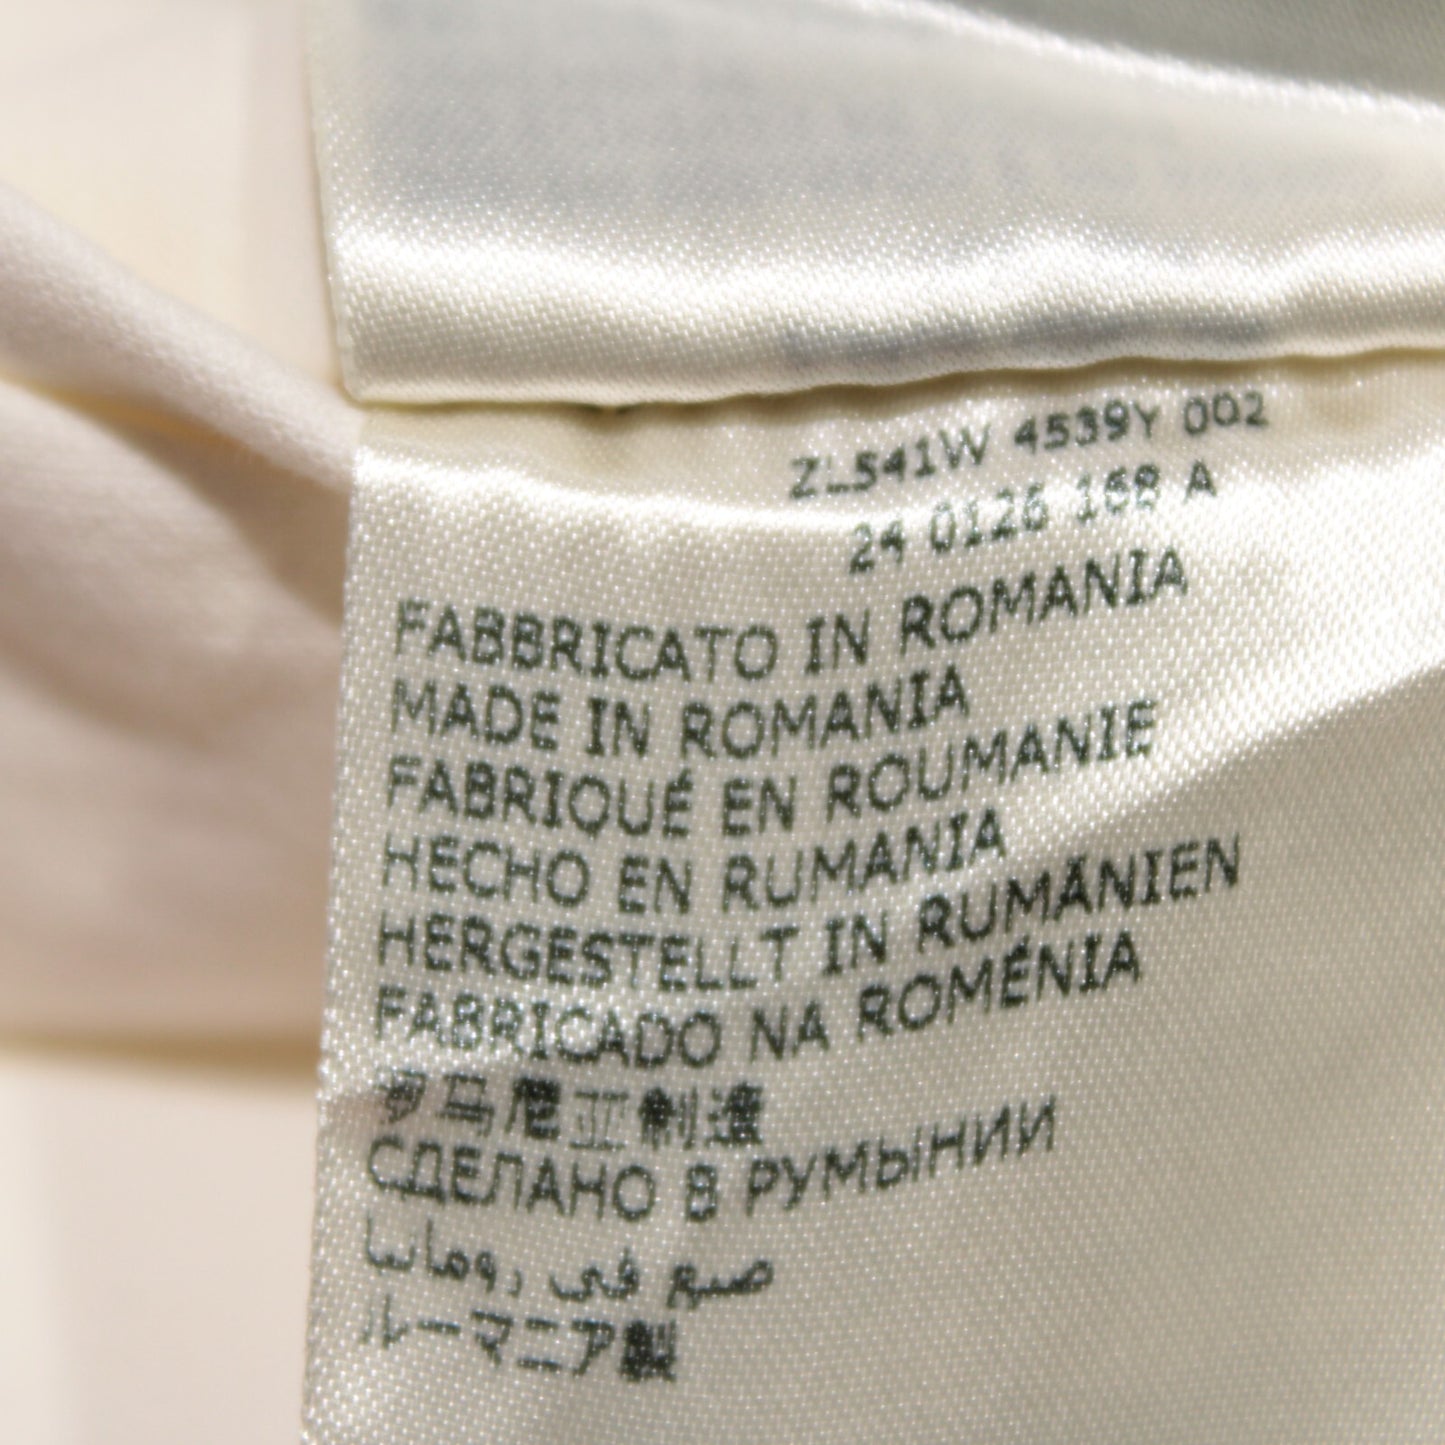 ZL541W 4539Y 002
24 0126 168 A
FABBRICATO IN ROMANIA
MADE IN ROMANIA
FABRIQUÉ EN ROUMANIE
HECHO EN RUMANIA
HERGESTELLT IN RUMÄNIEN
FABRICADO NA ROMÉNIA
罗马尼亚制造
СДЕЛАНО В РУМЫНИИ
صنع في رومانيا
ルーマニア製